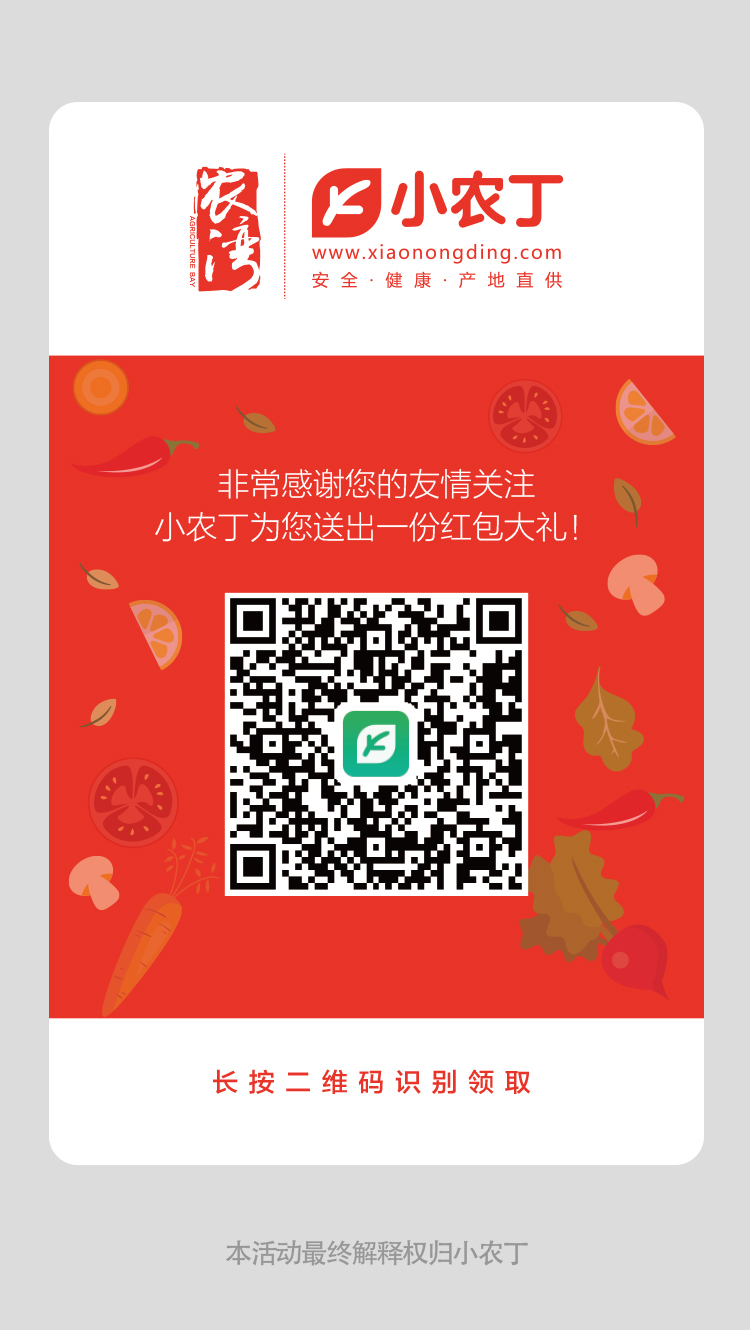 农湾
AGRICULTURE BAY
小农丁
www.xiaonongding.com
安全·健康·产地直供
非常感谢您的友情关注
小农丁为您送出一份红包大礼！
长按二维码识别领取
本活动最终解释权归小农丁